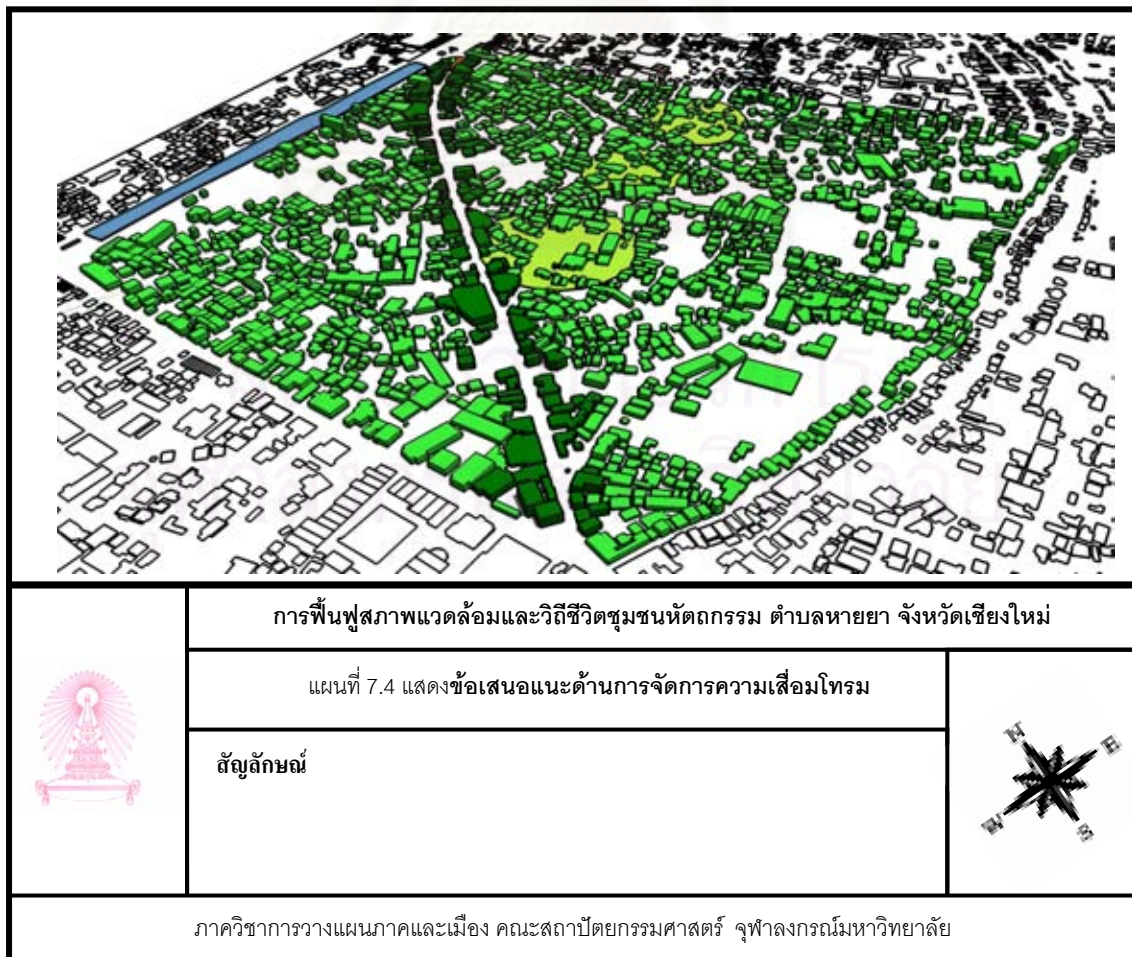 การฟื้นฟูสภาพแวดล้อมและวิถีชีวิตชุมชนหัตถกรรม ตำบลหายยา จังหวัดเชียงใหม่
แผนที่ 7.4 แสดงข้อเสนอแนะด้านการจัดการความเสื่อมโทรม
สัญลักษณ์
N
E
W
S
ภาควิชาการวางแผนภาคและเมือง คณะสถาปัตยกรรมศาสตร์ จุฬาลงกรณ์มหาวิทยาลัย